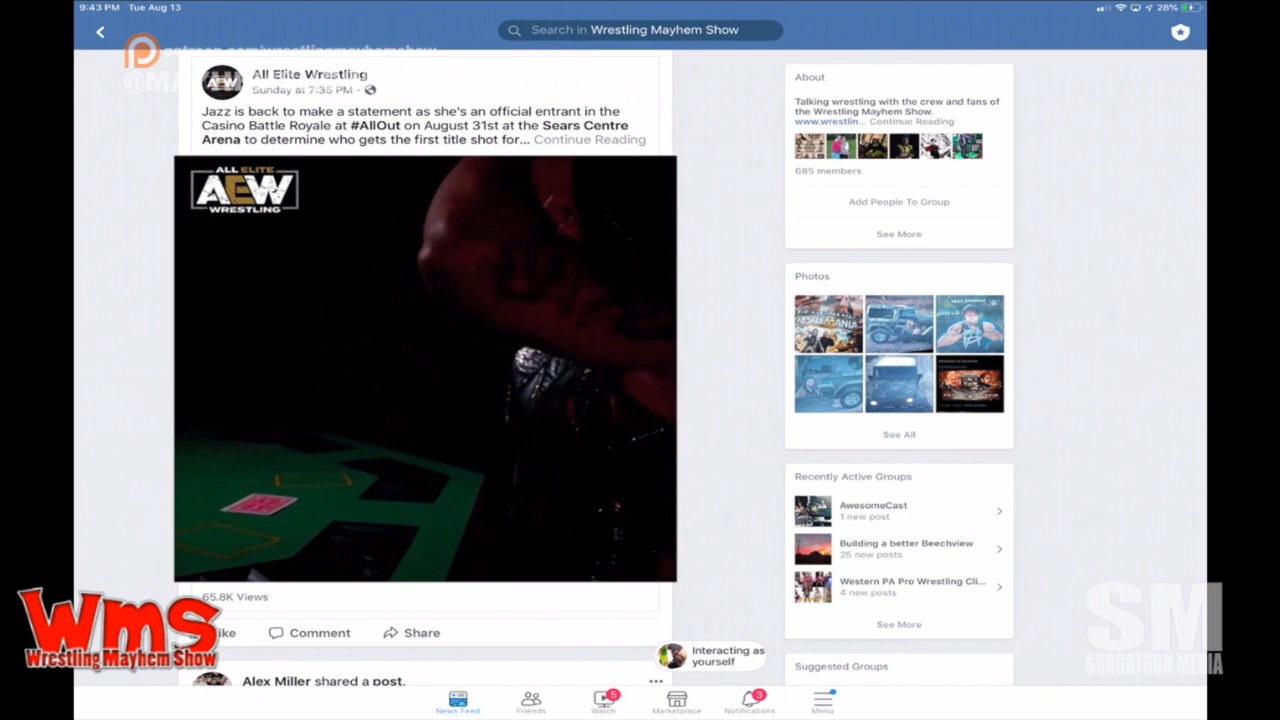 9:43 PM Tue Aug 13
28%
Search in Wrestling Mayhem Show
patreon.com/wrestlingmayhemshow
All Elite Wrestling
Sunday at 7:35 PM ·
Jazz is back to make a statement as she's an official entrant in the
Casino Battle Royale at #AllOut on August 31st at the Sears Centre
Arena to determine who gets the first title shot for... Continue Reading
ALL ELITE
AEW
WRESTLING
65.8K Views
Comment
Share
Alex Miller shared a post.
Interacting as
yourself
About
Talking wrestling with the crew and fans of
the Wrestling Mayhem Show.
www.wrestlin... Continue Reading
685 members
Add People To Group
See More
Photos
See All
Recently Active Groups
AwesomeCast
1 new post
Building a better Beechview
25 new posts
Western PA Pro Wrestling Cli...
4 new posts
See More
Suggested Groups
News Feed
Friends
5
Watch
Marketplace
3
Notifications
Menu
wms
Wrestling Mayhem Show
SM
SORGATRON MEDIA